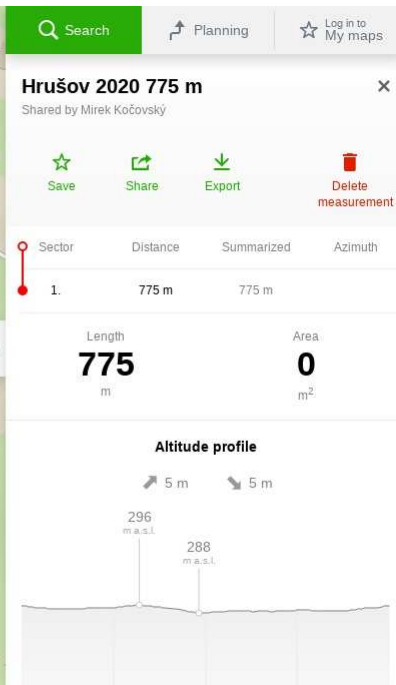 Search
Planning
Log in to
My maps
Hrušov 2020 775 m
Shared by Mirek Kočovský
Save
Share
Export
Delete
measurement
Sector Distance Summarized Azimuth
1. 775 m 775 m
Length Area
775 0
m m²
Altitude profile
5 m 5 m
296
m a.s.l.
288
m a.s.l.